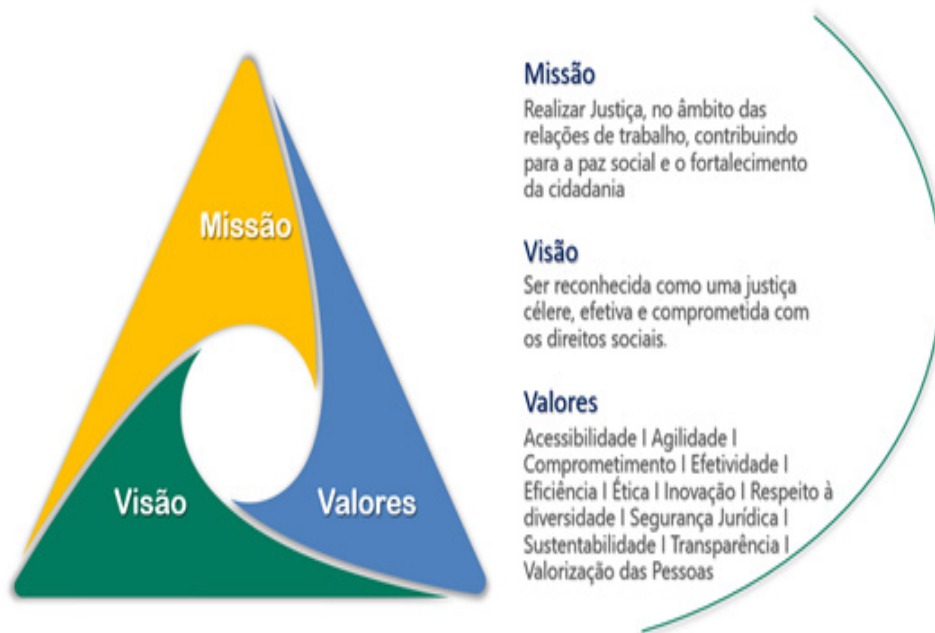 Missão
Visão
Valores
Missão
Realizar Justiça, no âmbito das
relações de trabalho, contribuindo
para a paz social e o fortalecimento
da cidadania
Visão
Ser reconhecida como uma justiça
célere, efetiva e comprometida com
os direitos sociais.
Valores
Acessibilidade I Agilidade I
Comprometimento I Efetividade I
Eficiência I Ética I Inovação I Respeito à
diversidade I Segurança Jurídica I
Sustentabilidade I Transparência I
Valorização das Pessoas